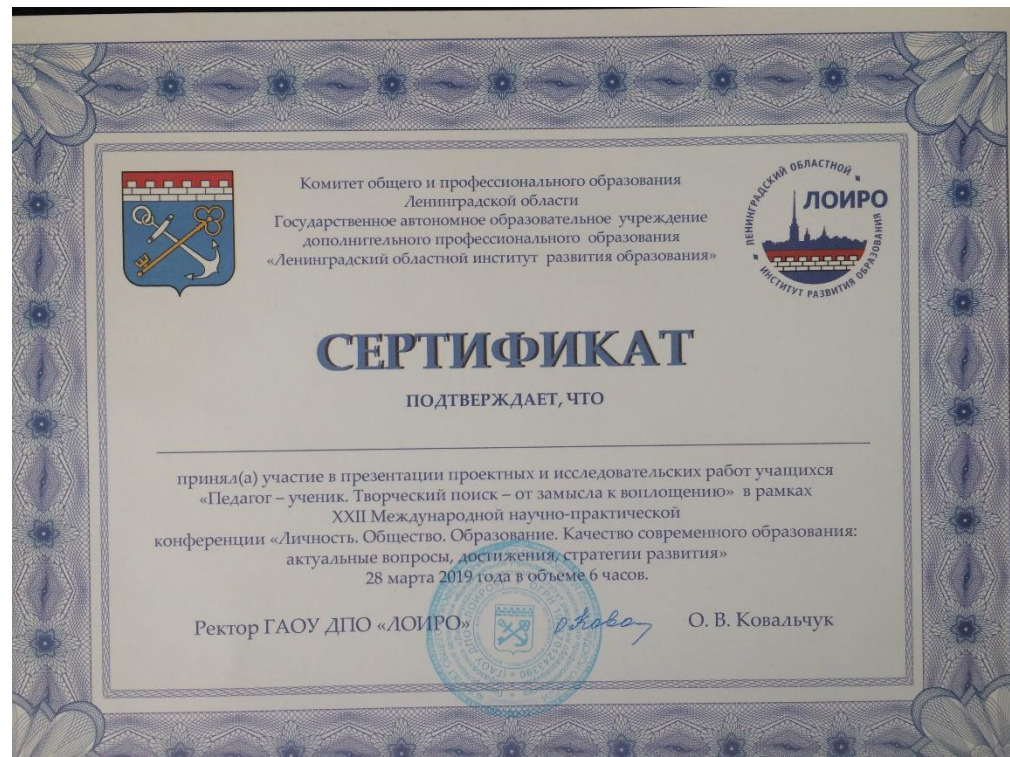 Комитет общего и профессионального образования
Ленинградской области
Государственное автономное образовательное учреждение
дополнительного профессионального образования
«Ленинградский областной институт развития образования»
ЛЕНИНГРАДСКИЙ ОБЛАСТНОЙ
ЛОИРО
ИНСТИТУТ РАЗВИТИЯ ОБРАЗОВАНИЯ
СЕРТИФИКАТ
ПОДТВЕРЖДАЕТ, ЧТО
принял(а) участие в презентации проектных и исследовательских работ учащихся
«Педагог – ученик. Творческий поиск – от замысла к воплощению» в рамках
XXII Международной научно-практической
конференции «Личность. Общество. Образование. Качество современного образования:
актуальные вопросы, достижения, стратегии развития»
28 марта 2019 года в объеме 6 часов.
Ректор ГАОУ ДПО «ЛОИРО»
О. В. Ковальчук